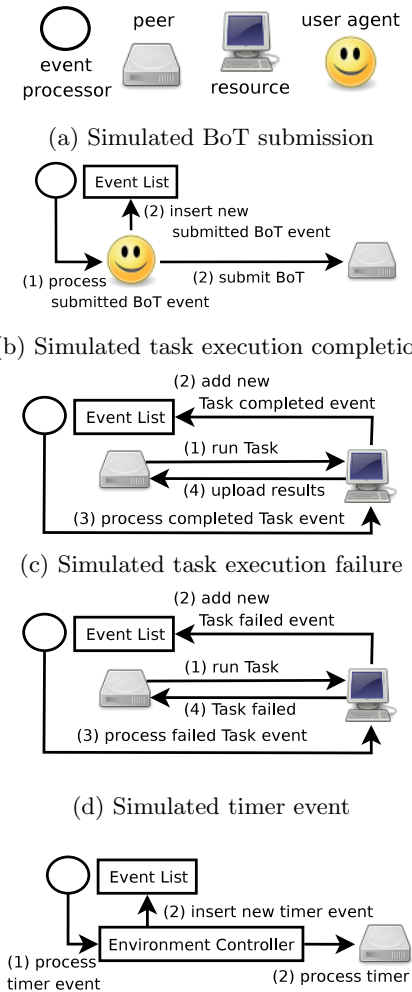 peer
user agent
event
processor
resource
(a) Simulated BoT submission
Event List
(2) insert new
submitted BoT event
(1) process
submitted BoT event
(2) submit BoT
(b) Simulated task execution completio
(2) add new
Task completed event
Event List
(1) run Task
(4) upload results
(3) process completed Task event
(c) Simulated task execution failure
(2) add new
Task failed event
Event List
(1) run Task
(4) Task failed
(3) process failed Task event
(d) Simulated timer event
Event List
(2) insert new timer event
Environment Controller
(1) process
timer event
(2) process timer